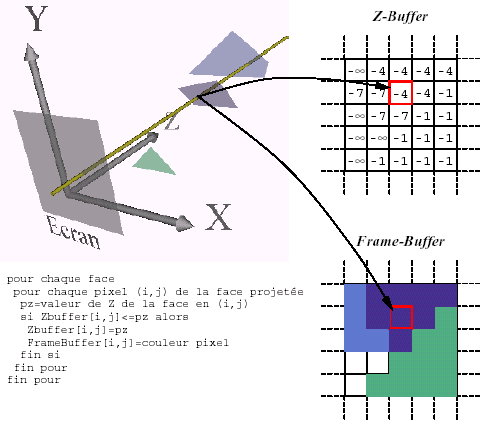 Z-Buffer
Y
Z
X
Ecran
-∞ -4 -4 -4 -4
-7 -7 -4 -4 -1
-∞ -7 -7 -1 -1
-∞ -∞ -1 -1 -1
-∞ -1 -1 -1 -1
Frame-Buffer
pour chaque face
pour chaque pixel (i,j) de la face projetée
pz=valeur de Z de la face en (i,j)
si Zbuffer[i,j]<=pz alors
Zbuffer[i,j]=pz
FrameBuffer[i,j]=couleur pixel
fin si
fin pour
fin pour